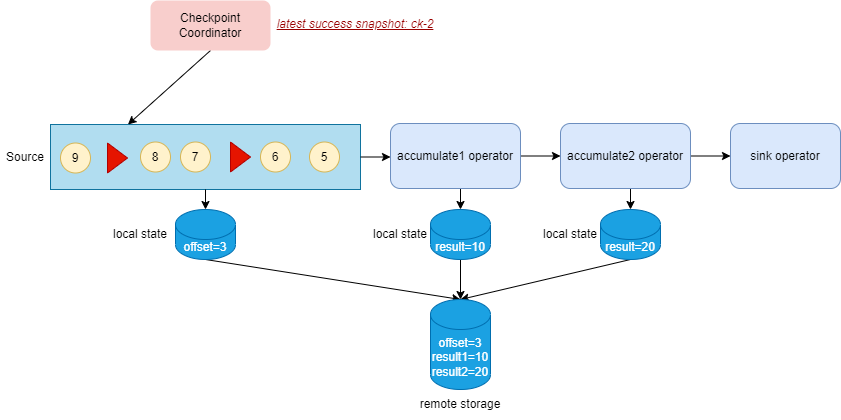 Checkpoint
Coordinator
latest success snapshot: ck-2
Source
9
8
7
6
5
accumulate1 operator
accumulate2 operator
sink operator
local state
offset=3
local state
result=10
local state
result=20
offset=3
result1=10
result2=20
remote storage